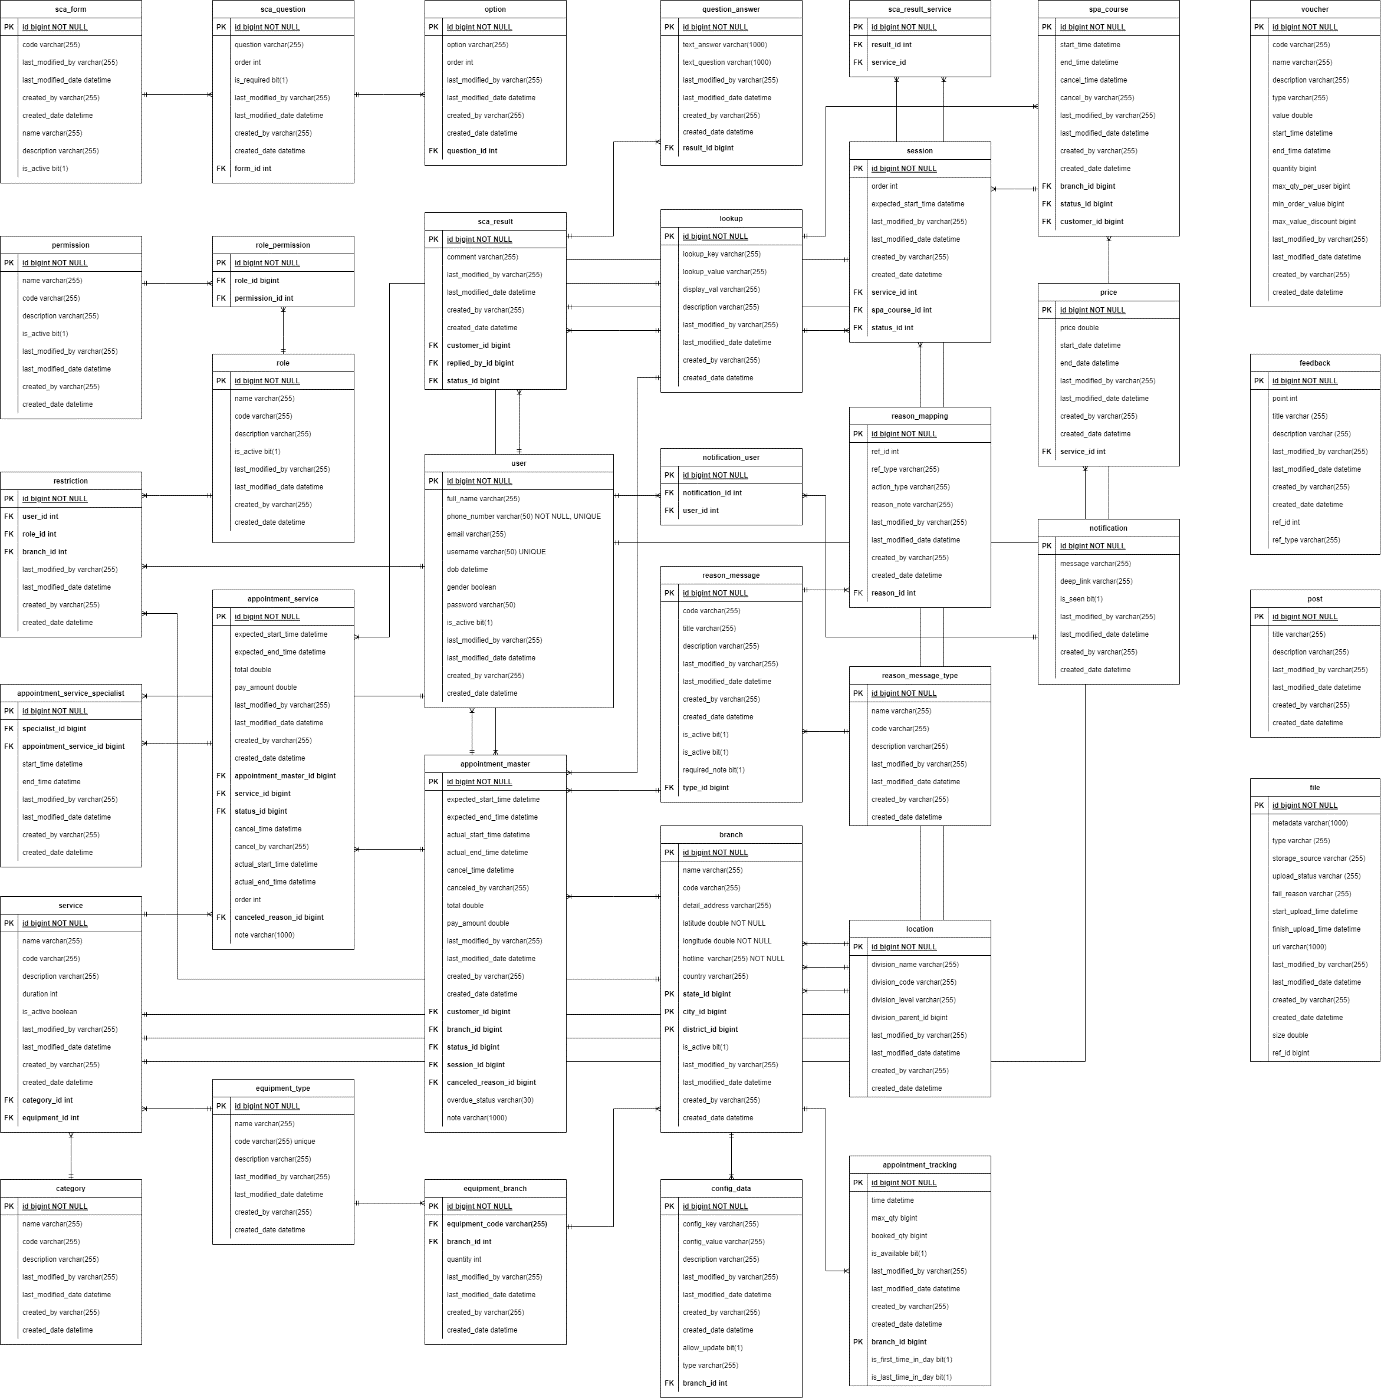 sca_form
PK id bigint NOT NULL
code varchar(255)
last_modified_by varchar(255)
last_modified_date datetime
created_by varchar(255)
created_date datetime
name varchar(255)
description varchar(255)
is_active bit(1)
sca_question
PK id bigint NOT NULL
question varchar(255)
order int
is_required bit(1)
last_modified_by varchar(255)
last_modified_date datetime
created_by varchar(255)
created_date datetime
FK form_id int
option
PK id bigint NOT NULL
option varchar(255)
order int
last_modified_by varchar(255)
last_modified_date datetime
created_by varchar(255)
created_date datetime
FK question_id int
question_answer
PK id bigint NOT NULL
text_answer varchar(1000)
text_question varchar(1000)
last_modified_by varchar(255)
last_modified_date datetime
created_by varchar(255)
created_date datetime
FK result_id bigint
sca_result_service
PK id bigint NOT NULL
FK result_id int
FK service_id
spa_course
PK id bigint NOT NULL
start_time datetime
end_time datetime
cancel_time datetime
cancel_by varchar(255)
last_modified_by varchar(255)
last_modified_date datetime
created_by varchar(255)
created_date datetime
FK branch_id bigint
FK status_id bigint
FK customer_id bigint
voucher
PK id bigint NOT NULL
code varchar(255)
name varchar(255)
description varchar(255)
type varchar(255)
value double
start_time datetime
end_time datetime
quantity bigint
max_qty_per_user bigint
min_order_value bigint
max_value_discount bigint
last_modified_by varchar(255)
last_modified_date datetime
created_by varchar(255)
created_date datetime
session
PK id bigint NOT NULL
order int
expected_start_time datetime
last_modified_by varchar(255)
last_modified_date datetime
created_by varchar(255)
created_date datetime
FK service_id int
FK spa_course_id int
FK status_id int
permission
PK id bigint NOT NULL
name varchar(255)
code varchar(255)
description varchar(255)
is_active bit(1)
last_modified_by varchar(255)
last_modified_date datetime
created_by varchar(255)
created_date datetime
role_permission
PK id bigint NOT NULL
FK role_id bigint
FK permission_id int
sca_result
PK id bigint NOT NULL
comment varchar(255)
last_modified_by varchar(255)
last_modified_date datetime
created_by varchar(255)
created_date datetime
FK customer_id bigint
FK replied_by_id bigint
FK status_id bigint
lookup
PK id bigint NOT NULL
lookup_key varchar(255)
lookup_value varchar(255)
display_val varchar(255)
description varchar(255)
last_modified_by varchar(255)
last_modified_date datetime
created_by varchar(255)
created_date datetime
price
PK id bigint NOT NULL
price double
start_date datetime
end_date datetime
last_modified_by varchar(255)
last_modified_date datetime
created_by varchar(255)
created_date datetime
FK service_id int
role
PK id bigint NOT NULL
name varchar(255)
code varchar(255)
description varchar(255)
is_active bit(1)
last_modified_by varchar(255)
last_modified_date datetime
created_by varchar(255)
created_date datetime
feedback
PK id bigint NOT NULL
point int
title varchar (255)
description varchar (255)
last_modified_by varchar(255)
last_modified_date datetime
created_by varchar(255)
created_date datetime
ref_id int
ref_type varchar(255)
reason_mapping
PK id bigint NOT NULL
ref_id int
ref_type varchar(255)
action_type varchar(255)
reason_note varchar(255)
last_modified_by varchar(255)
last_modified_date datetime
created_by varchar(255)
created_date datetime
FK reason_id int
user
PK id bigint NOT NULL
full_name varchar(255)
phone_number varchar(50) NOT NULL, UNIQUE
email varchar(255)
username varchar(50) UNIQUE
dob datetime
gender boolean
password varchar(50)
is_active bit(1)
last_modified_by varchar(255)
last_modified_date datetime
created_by varchar(255)
created_date datetime
notification_user
PK id bigint NOT NULL
FK notification_id int
FK user_id int
restriction
PK id bigint NOT NULL
FK user_id int
FK role_id int
FK branch_id int
last_modified_by varchar(255)
last_modified_date datetime
created_by varchar(255)
created_date datetime
notification
PK id bigint NOT NULL
message varchar(255)
deep_link varchar(255)
is_seen bit(1)
last_modified_by varchar(255)
last_modified_date datetime
created_by varchar(255)
created_date datetime
reason_message
PK id bigint NOT NULL
code varchar(255)
title varchar(255)
description varchar(255)
last_modified_by varchar(255)
last_modified_date datetime
created_by varchar(255)
created_date datetime
is_active bit(1)
is_active bit(1)
required_note bit(1)
FK type_id bigint
appointment_service
PK id bigint NOT NULL
expected_start_time datetime
expected_end_time datetime
total double
pay_amount double
last_modified_by varchar(255)
last_modified_date datetime
created_by varchar(255)
created_date datetime
FK appointment_master_id bigint
FK service_id bigint
FK status_id bigint
cancel_time datetime
cancel_by varchar(255)
actual_start_time datetime
actual_end_time datetime
order int
FK canceled_reason_id bigint
note varchar(1000)
post
PK id bigint NOT NULL
title varchar(255)
description varchar(255)
last_modified_by varchar(255)
last_modified_date datetime
created_by varchar(255)
created_date datetime
reason_message_type
PK id bigint NOT NULL
name varchar(255)
code varchar(255)
description varchar(255)
last_modified_by varchar(255)
last_modified_date datetime
created_by varchar(255)
created_date datetime
appointment_service_specialist
PK id bigint NOT NULL
FK specialist_id bigint
FK appointment_service_id bigint
start_time datetime
end_time datetime
last_modified_by varchar(255)
last_modified_date datetime
created_by varchar(255)
created_date datetime
appointment_master
PK id bigint NOT NULL
expected_start_time datetime
expected_end_time datetime
actual_start_time datetime
actual_end_time datetime
cancel_time datetime
canceled_by varchar(255)
total double
pay_amount double
last_modified_by varchar(255)
last_modified_date datetime
created_by varchar(255)
created_date datetime
FK customer_id bigint
FK branch_id bigint
FK status_id bigint
FK session_id bigint
FK canceled_reason_id bigint
overdue_status varchar(30)
note varchar(1000)
file
PK id bigint NOT NULL
metadata varchar(1000)
type varchar (255)
storage_source varchar (255)
upload_status varchar (255)
fail_reason varchar (255)
start_upload_time datetime
finish_upload_time datetime
url varchar(1000)
last_modified_by varchar(255)
last_modified_date datetime
created_by varchar(255)
created_date datetime
size double
ref_id bigint
branch
PK id bigint NOT NULL
name varchar(255)
code varchar(255)
detail_address varchar(255)
latitude double NOT NULL
longitude double NOT NULL
hotline varchar(255) NOT NULL
country varchar(255)
PK state_id bigint
PK city_id bigint
PK district_id bigint
is_active bit(1)
last_modified_by varchar(255)
last_modified_date datetime
created_by varchar(255)
created_date datetime
service
PK id bigint NOT NULL
name varchar(255)
code varchar(255)
description varchar(255)
duration int
is_active boolean
last_modified_by varchar(255)
last_modified_date datetime
created_by varchar(255)
created_date datetime
FK category_id int
FK equipment_id int
location
PK id bigint NOT NULL
division_name varchar(255)
division_code varchar(255)
division_level varchar(255)
division_parent_id bigint
last_modified_by varchar(255)
last_modified_date datetime
created_by varchar(255)
created_date datetime
equipment_type
PK id bigint NOT NULL
name varchar(255)
code varchar(255) unique
description varchar(255)
last_modified_by varchar(255)
last_modified_date datetime
created_by varchar(255)
created_date datetime
appointment_tracking
PK id bigint NOT NULL
time datetime
max_qty bigint
booked_qty bigint
is_available bit(1)
last_modified_by varchar(255)
last_modified_date datetime
created_by varchar(255)
created_date datetime
PK branch_id bigint
is_first_time_in_day bit(1)
is_last_time_in_day bit(1)
category
PK id bigint NOT NULL
name varchar(255)
code varchar(255)
description varchar(255)
last_modified_by varchar(255)
last_modified_date datetime
created_by varchar(255)
created_date datetime
equipment_branch
PK id bigint NOT NULL
FK equipment_code varchar(255)
FK branch_id int
quantity int
last_modified_by varchar(255)
last_modified_date datetime
created_by varchar(255)
created_date datetime
config_data
PK id bigint NOT NULL
config_key varchar(255)
config_value varchar(255)
description varchar(255)
last_modified_by varchar(255)
last_modified_date datetime
created_by varchar(255)
created_date datetime
allow_update bit(1)
type varchar(255)
FK branch_id int